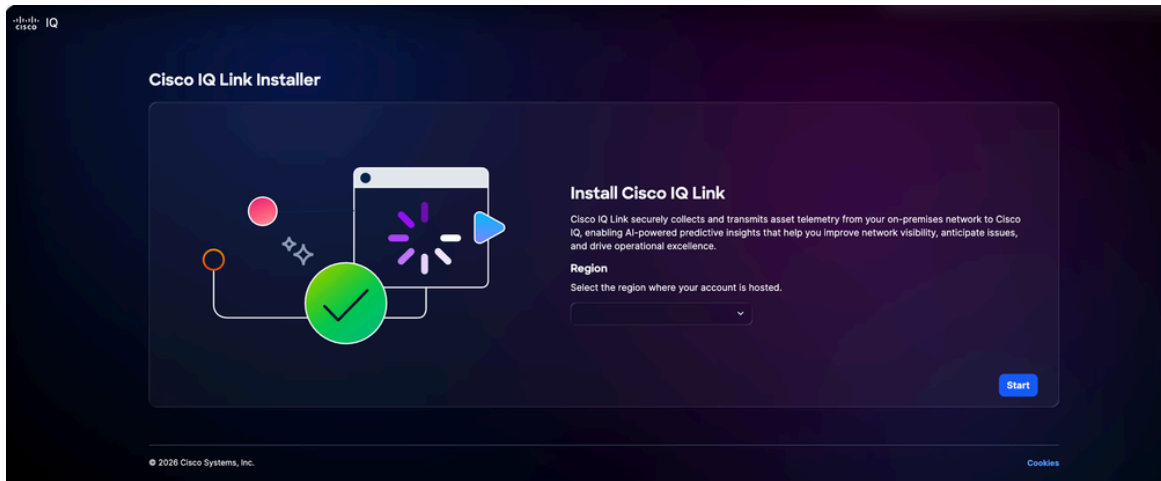 cisco IQ
Cisco IQ Link Installer
Install Cisco IQ Link
Cisco IQ Link securely collects and transmits asset telemetry from your on-premises network to Cisco
IQ, enabling AI-powered predictive insights that help you improve network visibility, anticipate issues,
and drive operational excellence.
Region
Select the region where your account is hosted.
Start
© 2026 Cisco Systems, Inc.
Cookies